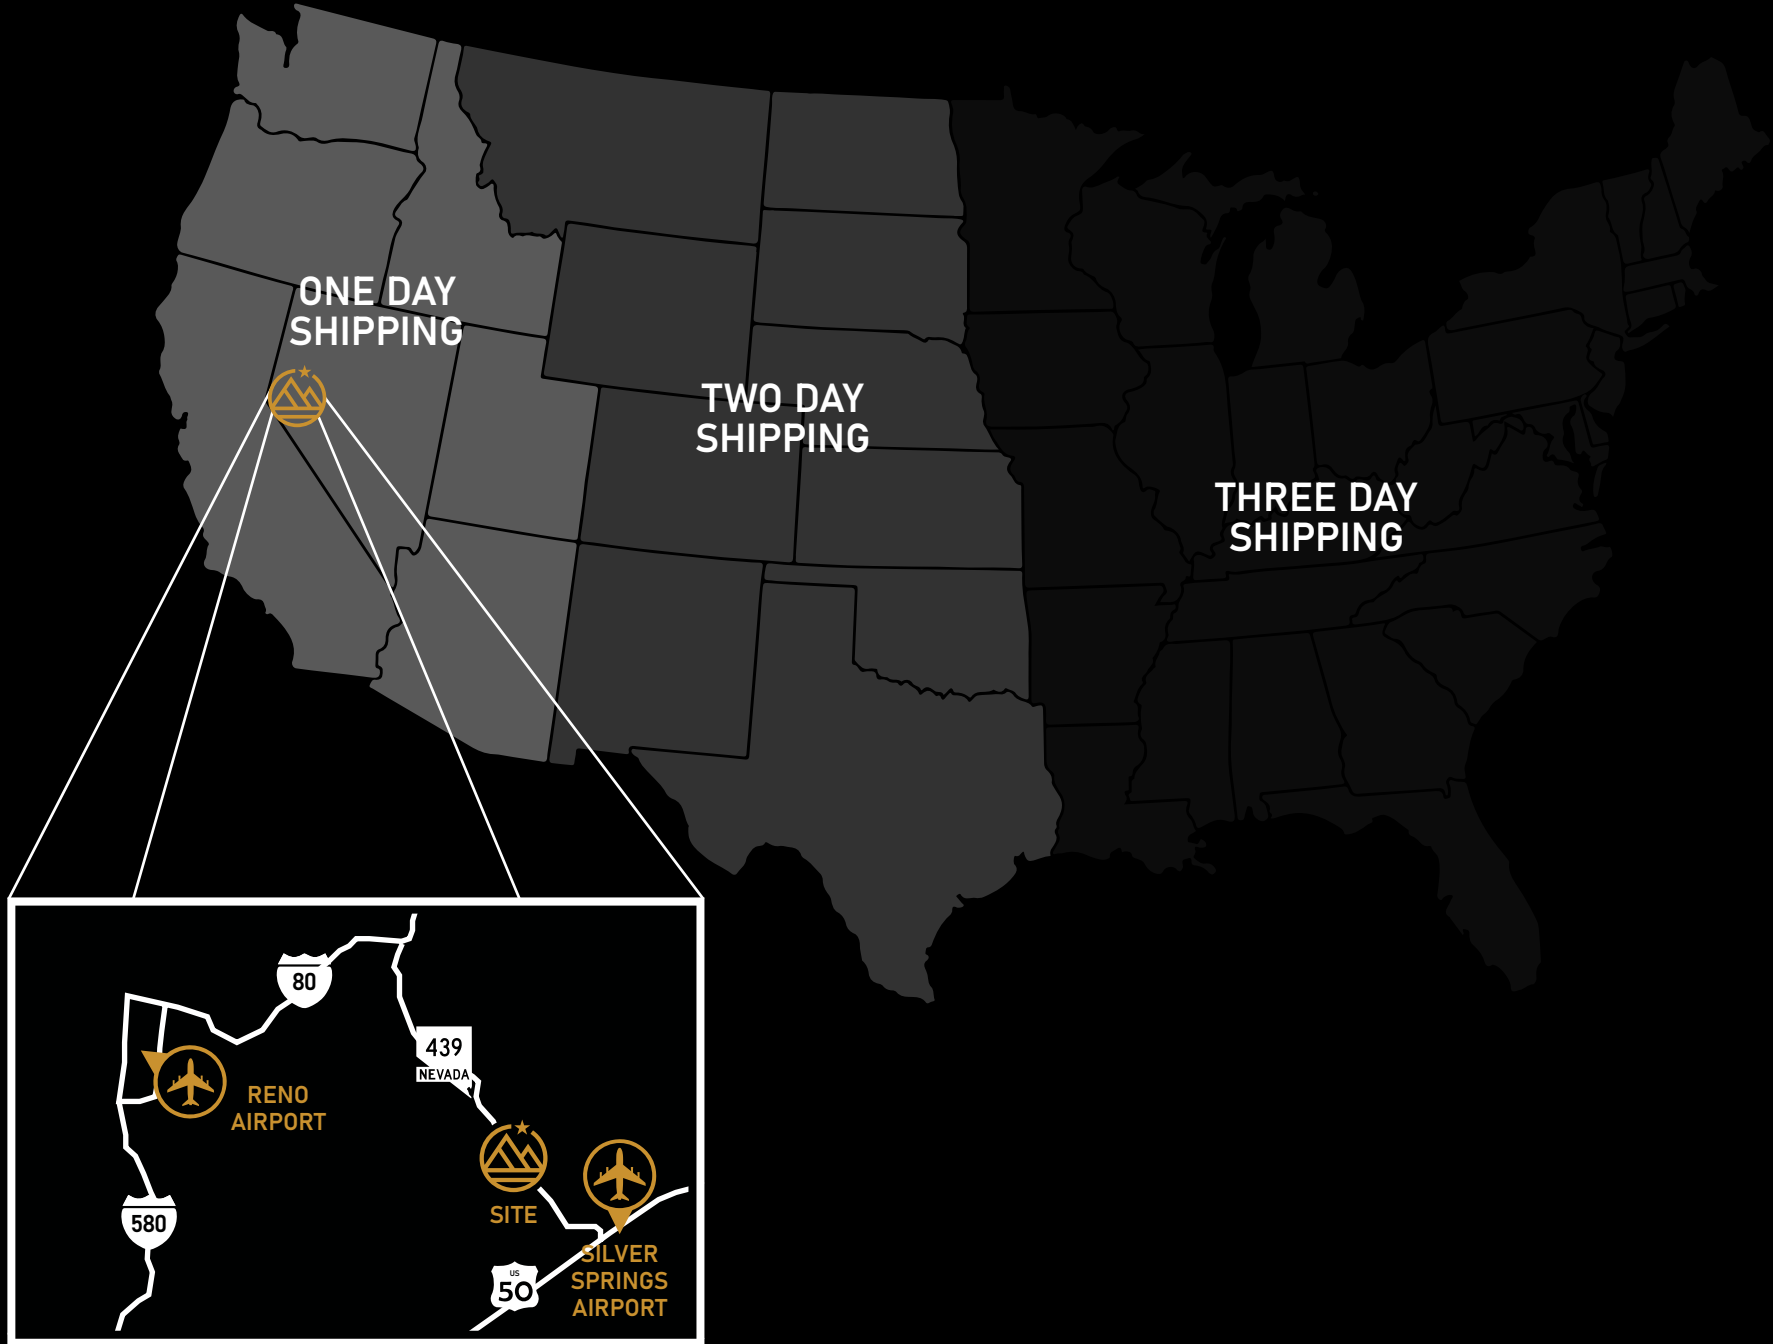 ONE DAY
SHIPPING
TWO DAY
SHIPPING
THREE DAY
SHIPPING
80
439
NEVADA
RENO
AIRPORT
SITE
580
SILVER
SPRINGS
AIRPORT
US
50